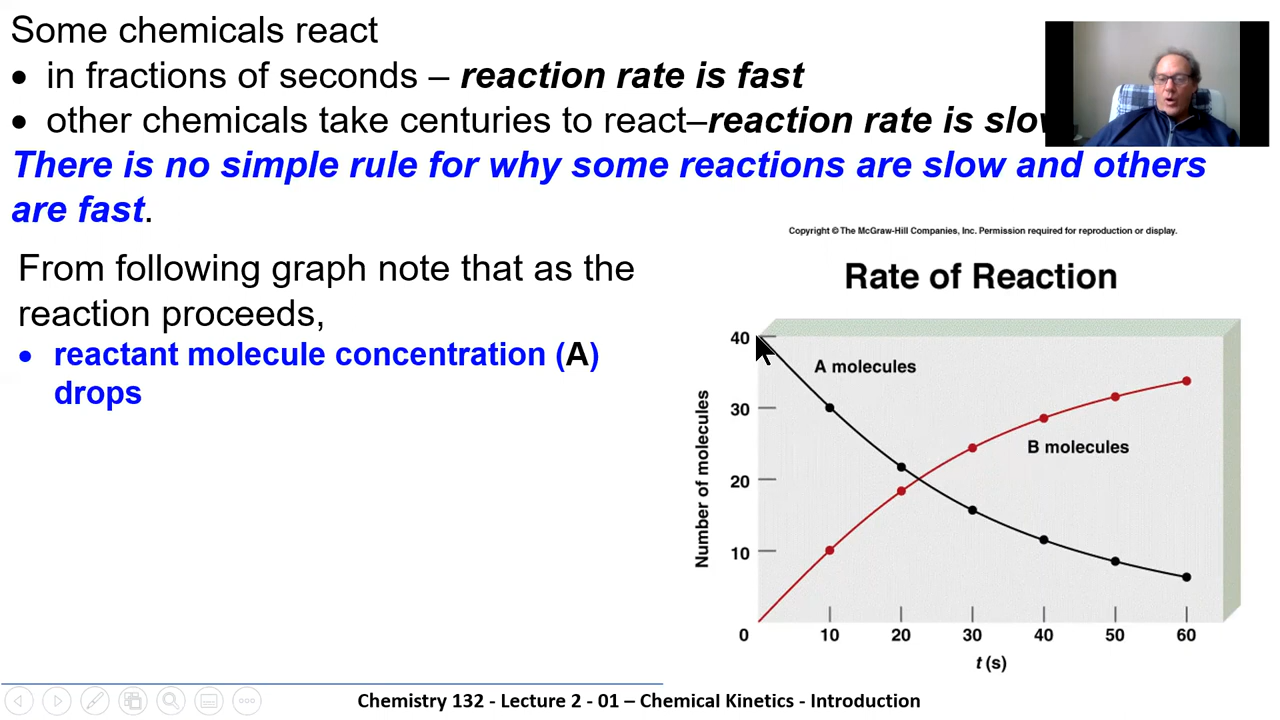 Some chemicals react
• in fractions of seconds – reaction rate is fast
• other chemicals take centuries to react–reaction rate is slow
There is no simple rule for why some reactions are slow and others
are fast.
From following graph note that as the
reaction proceeds,
• reactant molecule concentration (A)
drops
Copyright © The McGraw-Hill Companies, Inc. Permission required for reproduction or display.
Rate of Reaction
Number of molecules
40
30
20
10
0
A molecules
B molecules
10 20 30 40 50 60
t (s)
Chemistry 132 - Lecture 2 - 01 – Chemical Kinetics - Introduction